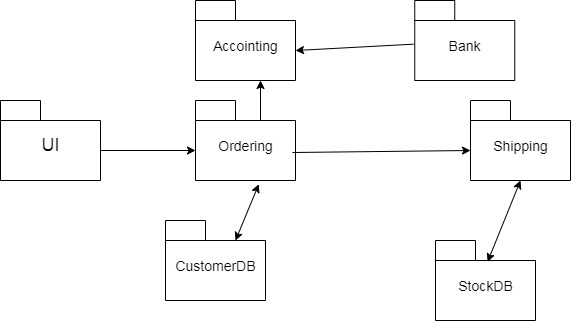 Accointing
Bank
UI
Ordering
Shipping
CustomerDB
StockDB